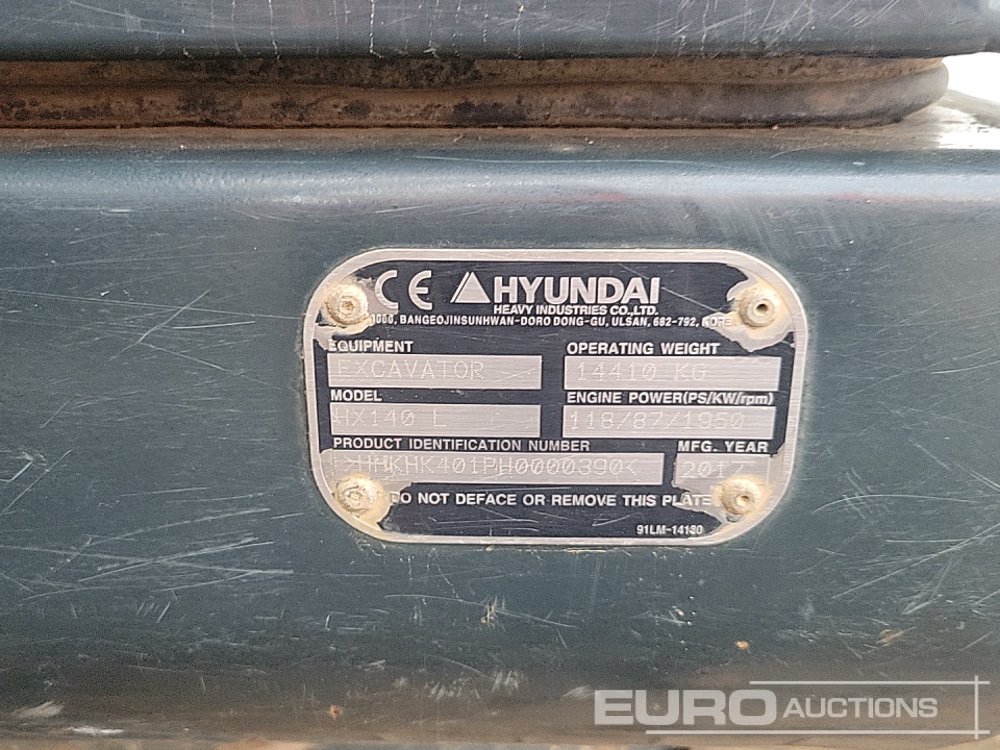 CE HYUNDAI
HEAVY INDUSTRIES CO.,LTD.
1000, BANGEOJINSUNHWAN-DORO DONG-GU, ULSAN, 682-792,
EQUIPMENT OPERATING WEIGHT
EXCAVATOR 14410 KG
MODEL ENGINE POWER(PS/KW/rpm)
HX140 L 118/87/1950
PRODUCT IDENTIFICATION NUMBER MFG. YEAR
>HHKHK401PH0000390< 2017
DO NOT DEFACE OR REMOVE THIS PLATE
91LM-14130
EURO AUCTIONS